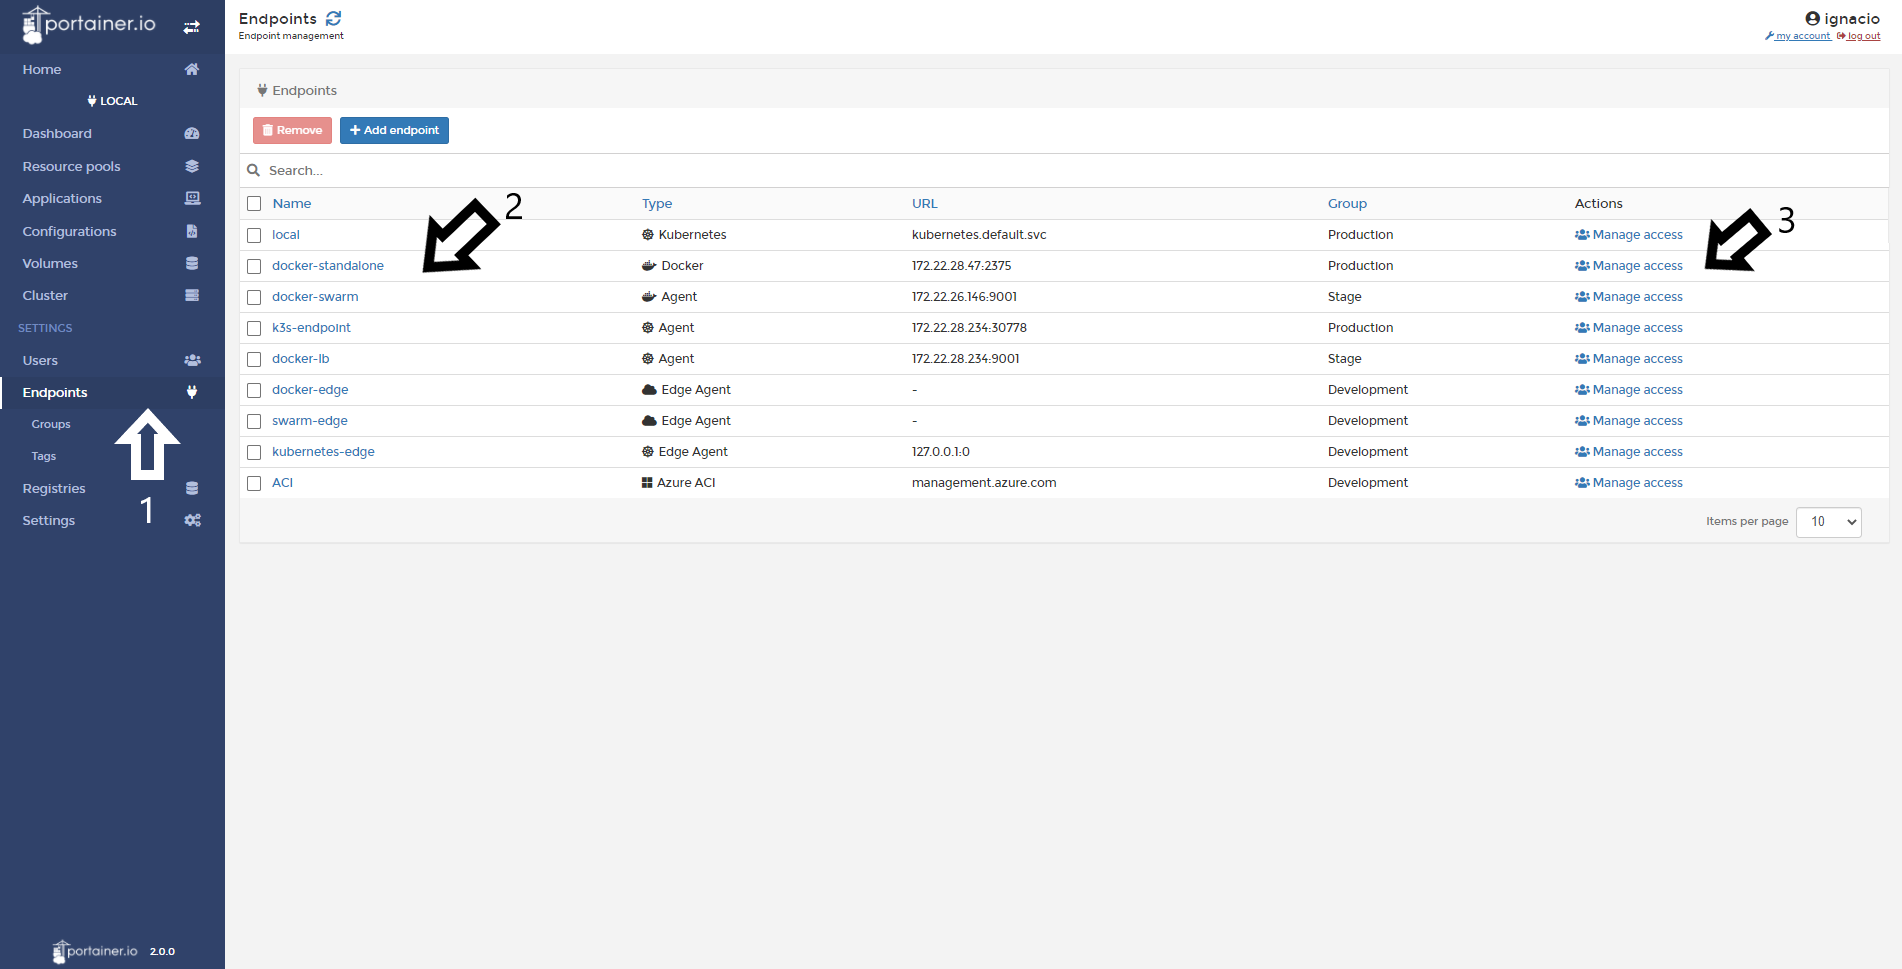 portainer.io
Home
LOCAL
Dashboard
Resource pools
Applications
Configurations
Volumes
Cluster
SETTINGS
Users
Endpoints
Groups
Tags
Registries
Settings
1
portainer.io 2.0.0
Endpoints
Endpoint management
ignacio
my account log out
Endpoints
Remove Add endpoint
Search...
Name Type URL Group Actions
2
3
local Kubernetes kubernetes.default.svc Production Manage access
docker-standalone Docker 172.22.28.47:2375 Production Manage access
docker-swarm Agent 172.22.26.146:9001 Stage Manage access
k3s-endpoint Agent 172.22.28.234:30778 Production Manage access
docker-lb Agent 172.22.28.234:9001 Stage Manage access
docker-edge Edge Agent - Development Manage access
swarm-edge Edge Agent - Development Manage access
kubernetes-edge Edge Agent 127.0.0.1:0 Development Manage access
ACI Azure ACI management.azure.com Development Manage access
Items per page 10